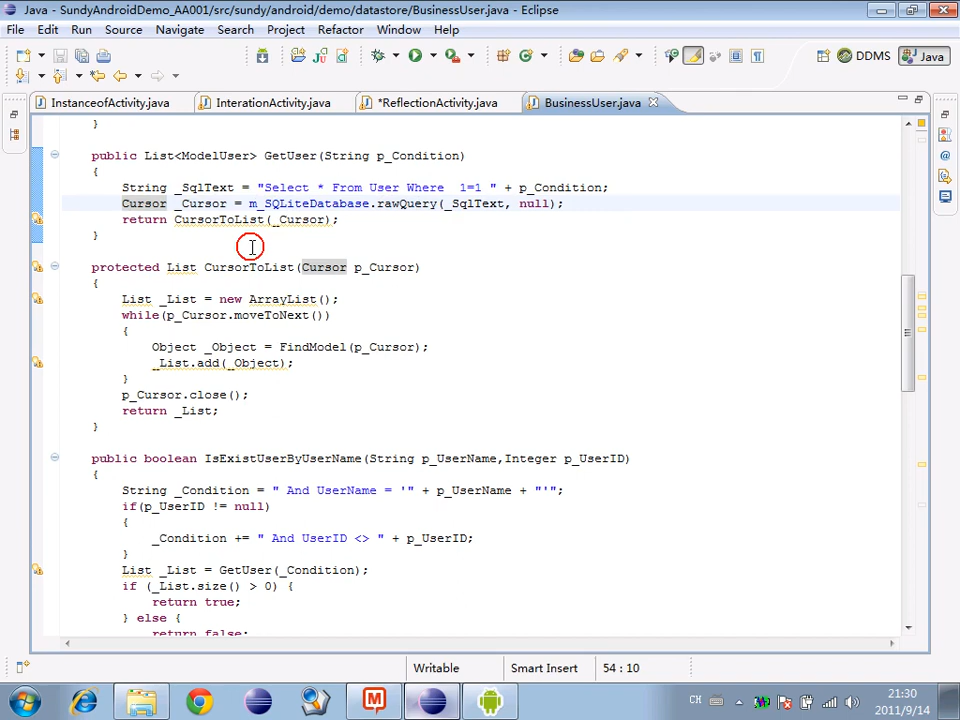 Java - SundyAndroidDemo_AA001/src/sundy/android/demo/datastore/BusinessUser.java - Eclipse
File Edit Run Source Navigate Search Project Refactor Window Help
DDMS Java
InstanceofActivity.java InterationActivity.java *ReflectionActivity.java BusinessUser.java
}
public List<ModelUser> GetUser(String p_Condition)
{
String _SqlText = "Select * From User Where  1=1 " + p_Condition;
Cursor _Cursor = m_SQLiteDatabase.rawQuery(_SqlText, null);
return CursorToList(_Cursor);
}
protected List CursorToList(Cursor p_Cursor)
{
List _List = new ArrayList();
while(p_Cursor.moveToNext())
{
Object _Object = FindModel(p_Cursor);
_List.add(_Object);
}
p_Cursor.close();
return _List;
}
public boolean IsExistUserByUserName(String p_UserName,Integer p_UserID)
{
String _Condition = " And UserName = '" + p_UserName + "'";
if(p_UserID != null)
{
_Condition += " And UserID <> " + p_UserID;
}
List _List = GetUser(_Condition);
if (_List.size() > 0) {
return true;
} else {
return false;
Writable Smart Insert 54 : 10
CH 21:30
2011/9/14